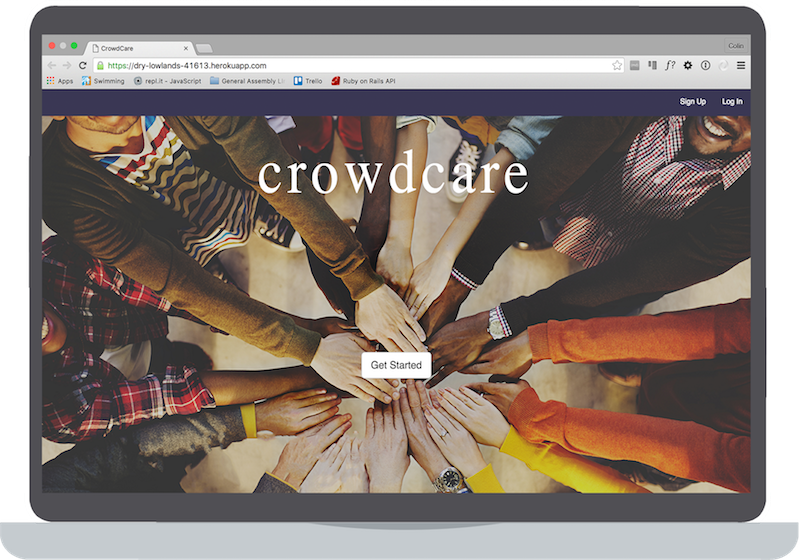 CrowdCare
Colin
https://dry-lowlands-41613.herokuapp.com
f?
Apps Swimming repl.it - JavaScript General Assembly Trello Ruby on Rails API
Sign Up Log In
crowdcare
Get Started